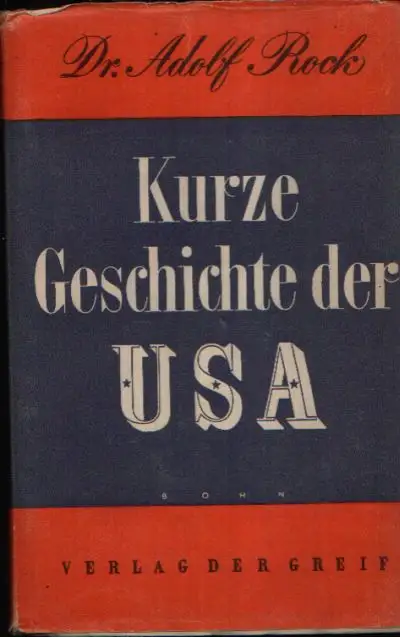 Dr. Adolf Rock
Kurze
Geschichte der
USA
BOHN
VERLAG DER GREIF